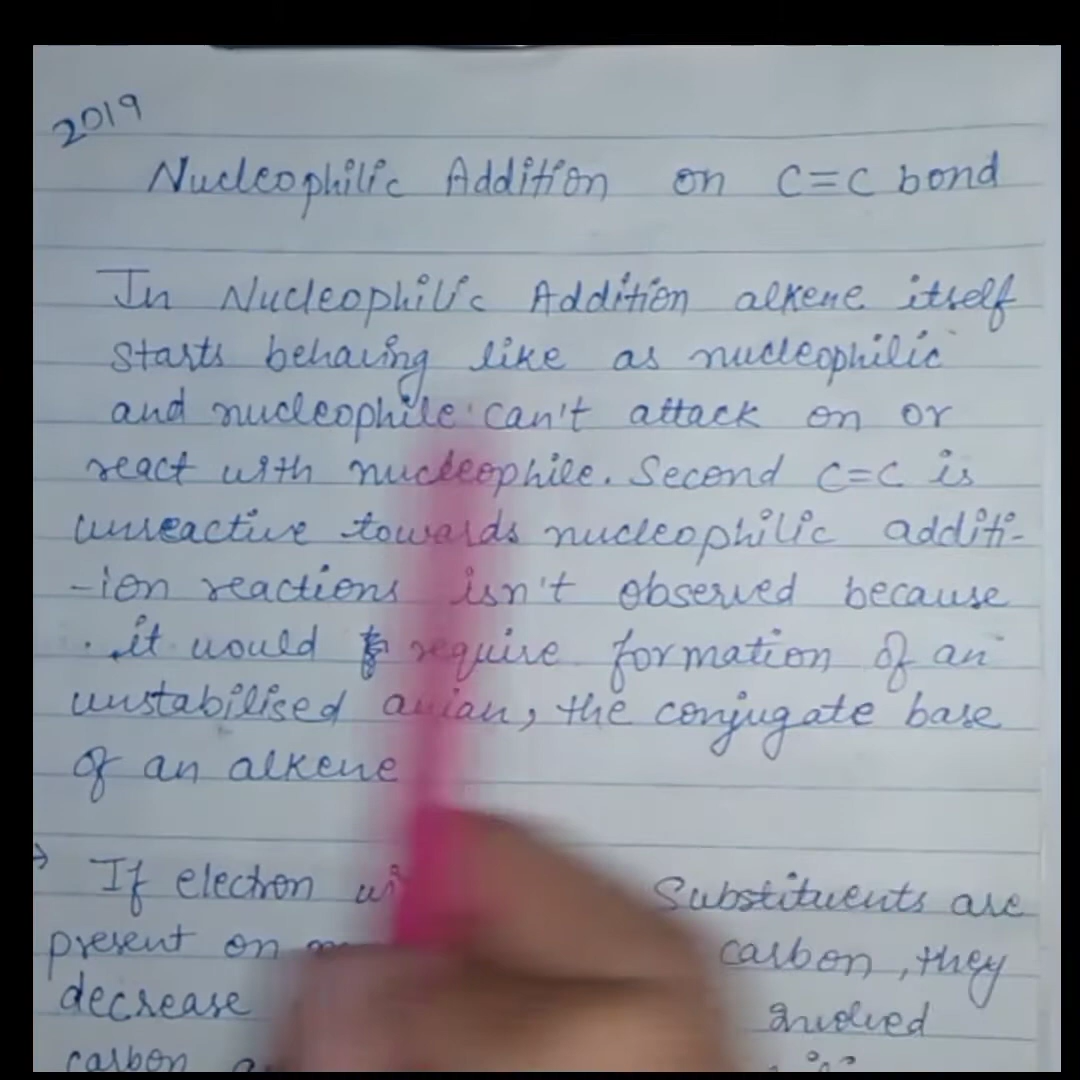 2019
Nucleophilic Addition on C=C bond
In Nucleophilic Addition alkene itself
starts behaving like as nucleophilic
and nucleophile can't attack on or
react with nucleophile. Second C=C is
unreactive towards nucleophilic additi-
-ion reactions isn't observed because
it would require formation of an
unstabilised anian, the conjugate base
of an alkene
→ If electron Substituents are
present on carbon, they
decrease involved
carbon